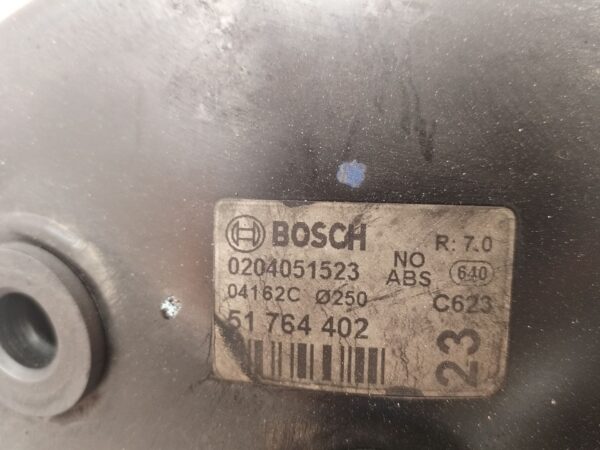 BOSCH R: 7.0
0204051523 NO ABS 640
04162C Ø250 C623
51 764 402
23